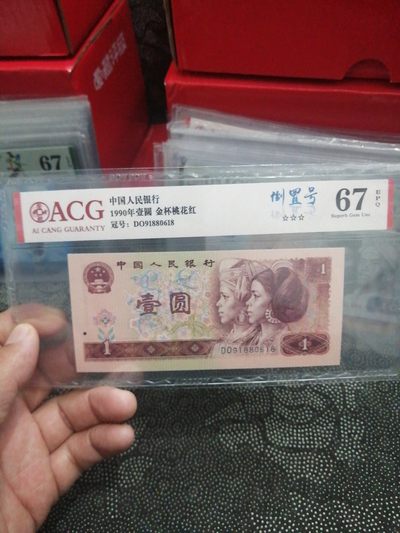 67
ACG
AI CANG GUARANTY
中国人民银行
1990年壹圆 金杯桃花红
冠号: DO91880618
倒置号
☆☆☆
67
EPQ
Superb Gem Unc
中国人民银行
1
壹圆
1
DO91880618
1